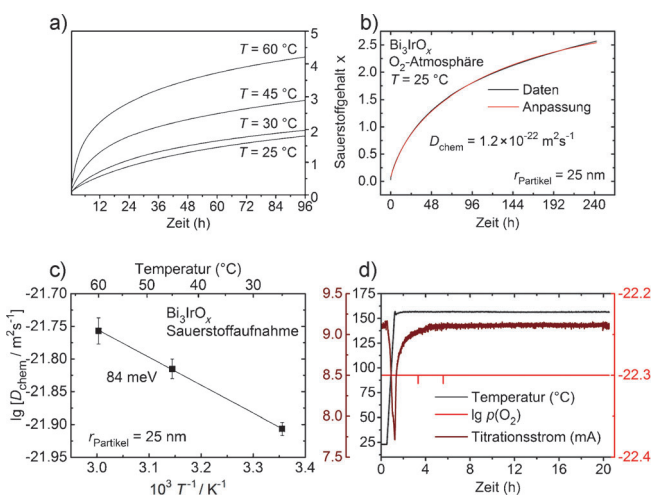 a)
T = 60 °C
T = 45 °C
T = 30 °C
T = 25 °C
5
4
3
2
1
0
12 24 36 48 60 72 84 96
Zeit (h)
Sauerstoffgehalt x
b)
Bi3IrOx
O2-Atmosphäre
T = 25 °C
Daten
Anpassung
Dchem = 1.2×10-22 m2s-1
rPartikel = 25 nm
2.5
2.0
1.5
1.0
0.5
0.0
0 48 96 144 192 240
Zeit (h)
c)
Temperatur (°C)
60 45 30
Bi3IrOx
Sauerstoffaufnahme
84 meV
rPartikel = 25 nm
lg [Dchem / m2s-1]
-21.70
-21.75
-21.80
-21.85
-21.90
-21.95
3.0 3.1 3.2 3.3 3.4
10³ T-1 / K-1
d)
9.5
9.0
8.5
8.0
7.5
175
150
125
100
75
50
25
Temperatur (°C)
lg p(O2)
Titrationsstrom (mA)
-22.2
-22.3
-22.4
0 4 8 12 16 20
Zeit (h)